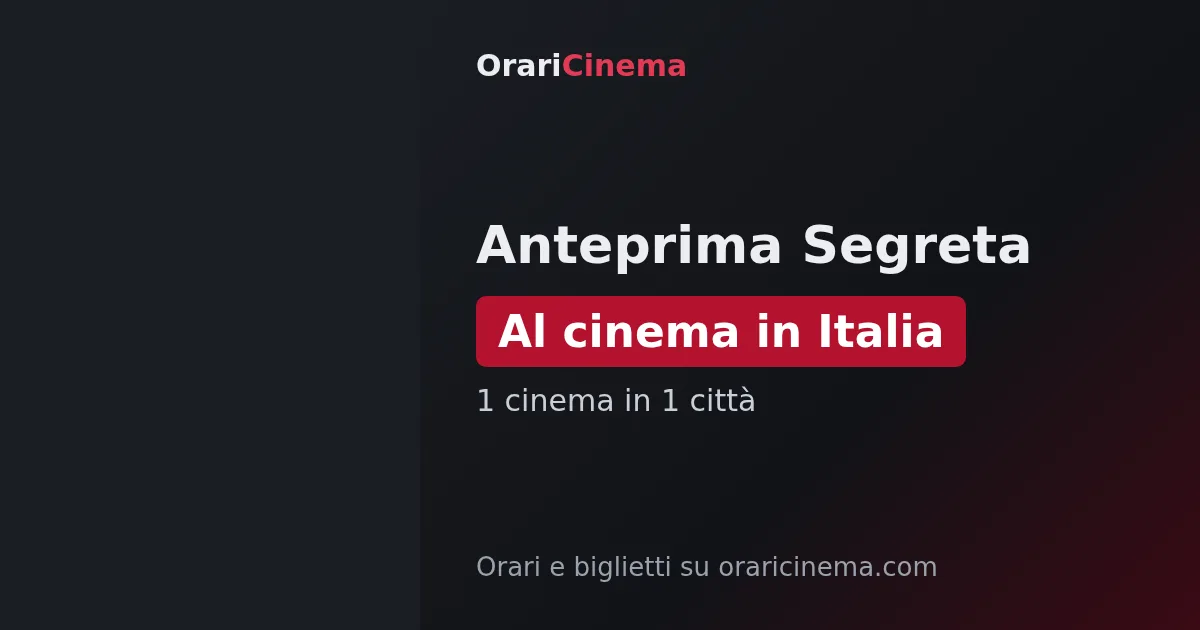 OrariCinema
Anteprima Segreta
Al cinema in Italia
1 cinema in 1 città
Orari e biglietti su oraricinema.com